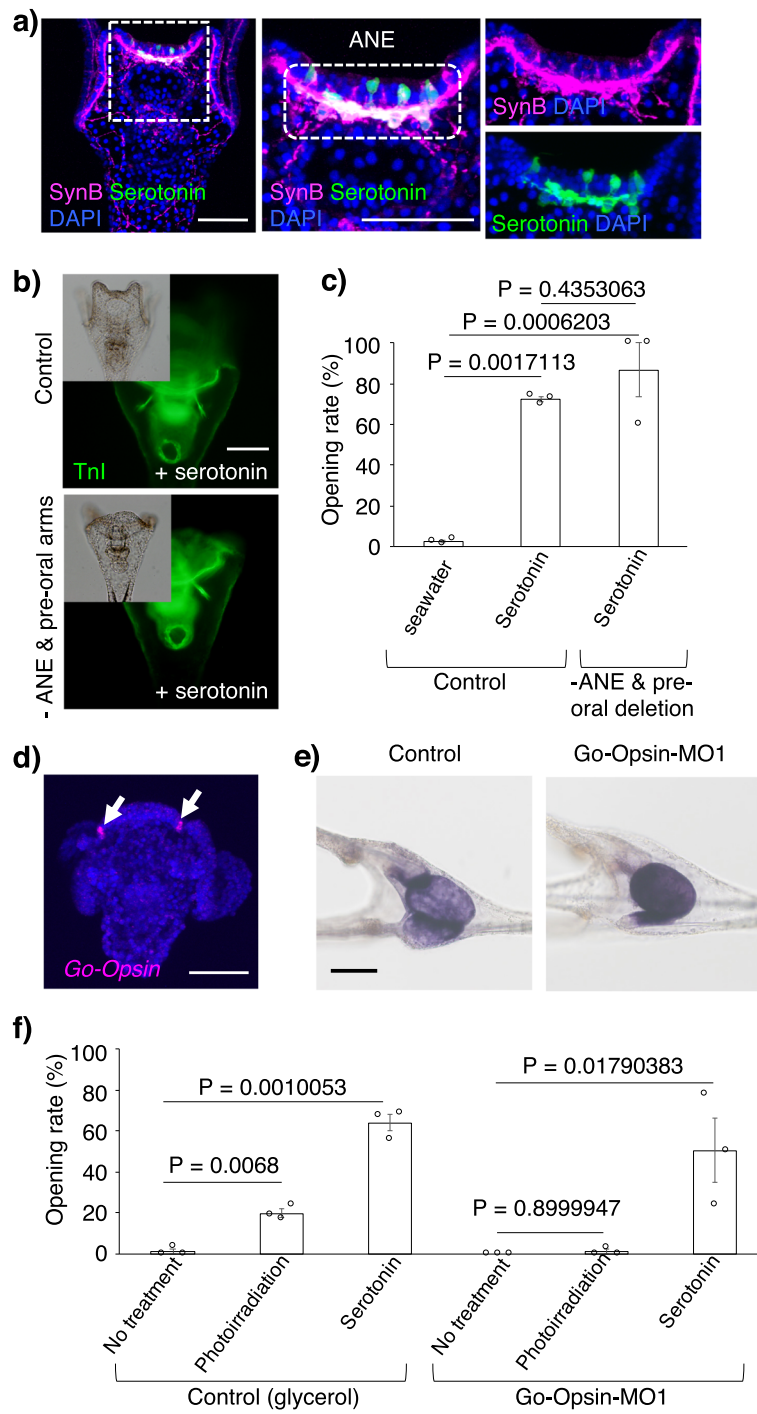 a)
ANE
SynB Serotonin
DAPI
SynB Serotonin
DAPI
SynB DAPI
Serotonin DAPI
b)
Control
TnI
+ serotonin
- ANE & pre-oral arms
+ serotonin
c)
P = 0.4353063
P = 0.0006203
P = 0.0017113
Opening rate (%)
100
80
60
40
20
0
seawater
Serotonin
Serotonin
Control
-ANE & pre-
oral deletion
d)
Go-Opsin
e)
Control
Go-Opsin-MO1
f)
Opening rate (%)
100
80
60
40
20
0
P = 0.0010053
P = 0.0068
P = 0.01790383
P = 0.8999947
No treatment
Photoirradiation
Serotonin
No treatment
Photoirradiation
Serotonin
Control (glycerol)
Go-Opsin-MO1